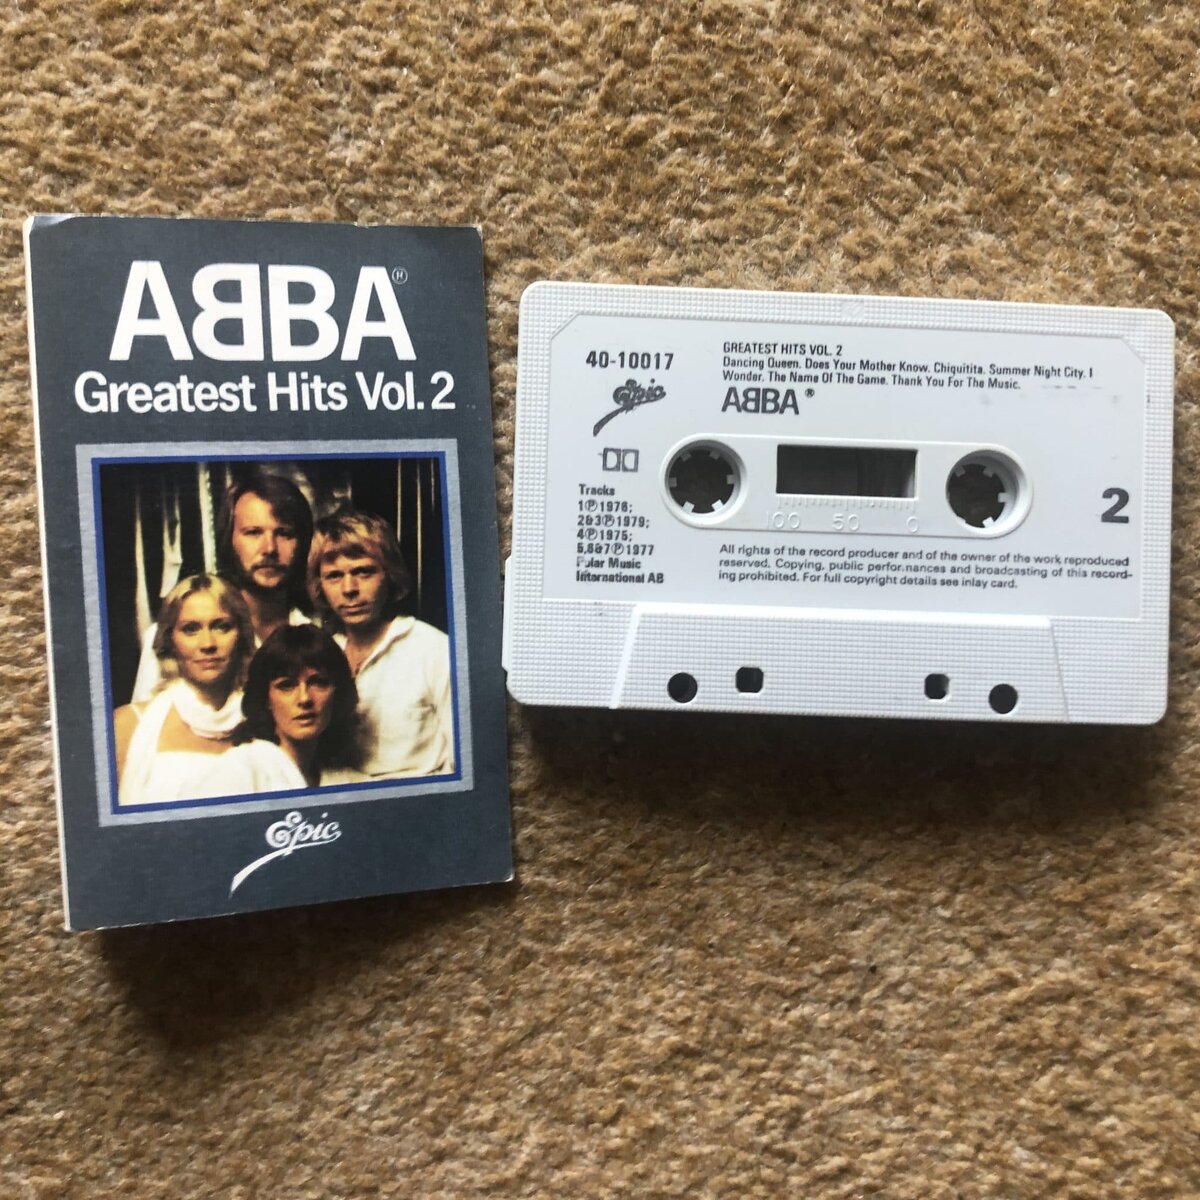 AᗺBA®
Greatest Hits Vol. 2
Epic
40-10017
Epic
Tracks
1℗1976;
2&3℗1979;
4℗1975;
5,6&7℗1977
Polar Music
International AB
GREATEST HITS VOL. 2
Dancing Queen. Does Your Mother Know. Chiquitita. Summer Night City. I
Wonder. The Name Of The Game. Thank You For The Music.
AᗺBA®
100 50 0
2
All rights of the record producer and of the owner of the work reproduced
reserved. Copying, public performances and broadcasting of this record-
ing prohibited. For full copyright details see inlay card.